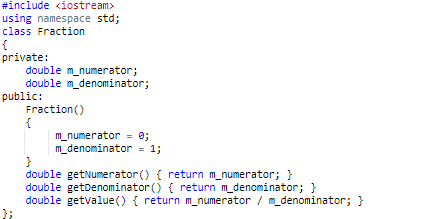 #include <iostream>
using namespace std;
class Fraction
{
private:
    double m_numerator;
    double m_denominator;
public:
    Fraction()
    {
        m_numerator = 0;
        m_denominator = 1;
    }
    double getNumerator() { return m_numerator; }
    double getDenominator() { return m_denominator; }
    double getValue() { return m_numerator / m_denominator; }
};